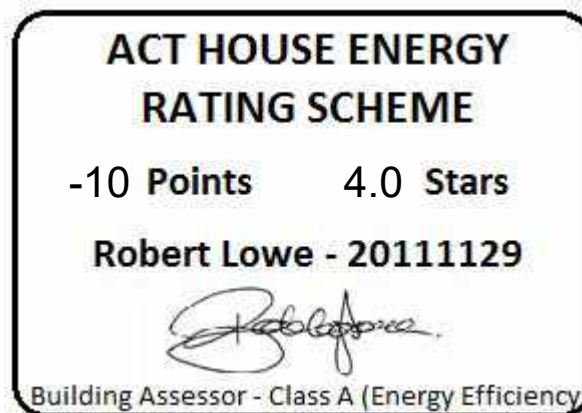 ACT HOUSE ENERGY
RATING SCHEME
-10 Points 4.0 Stars
Robert Lowe - 20111129
Building Assessor - Class A (Energy Efficiency